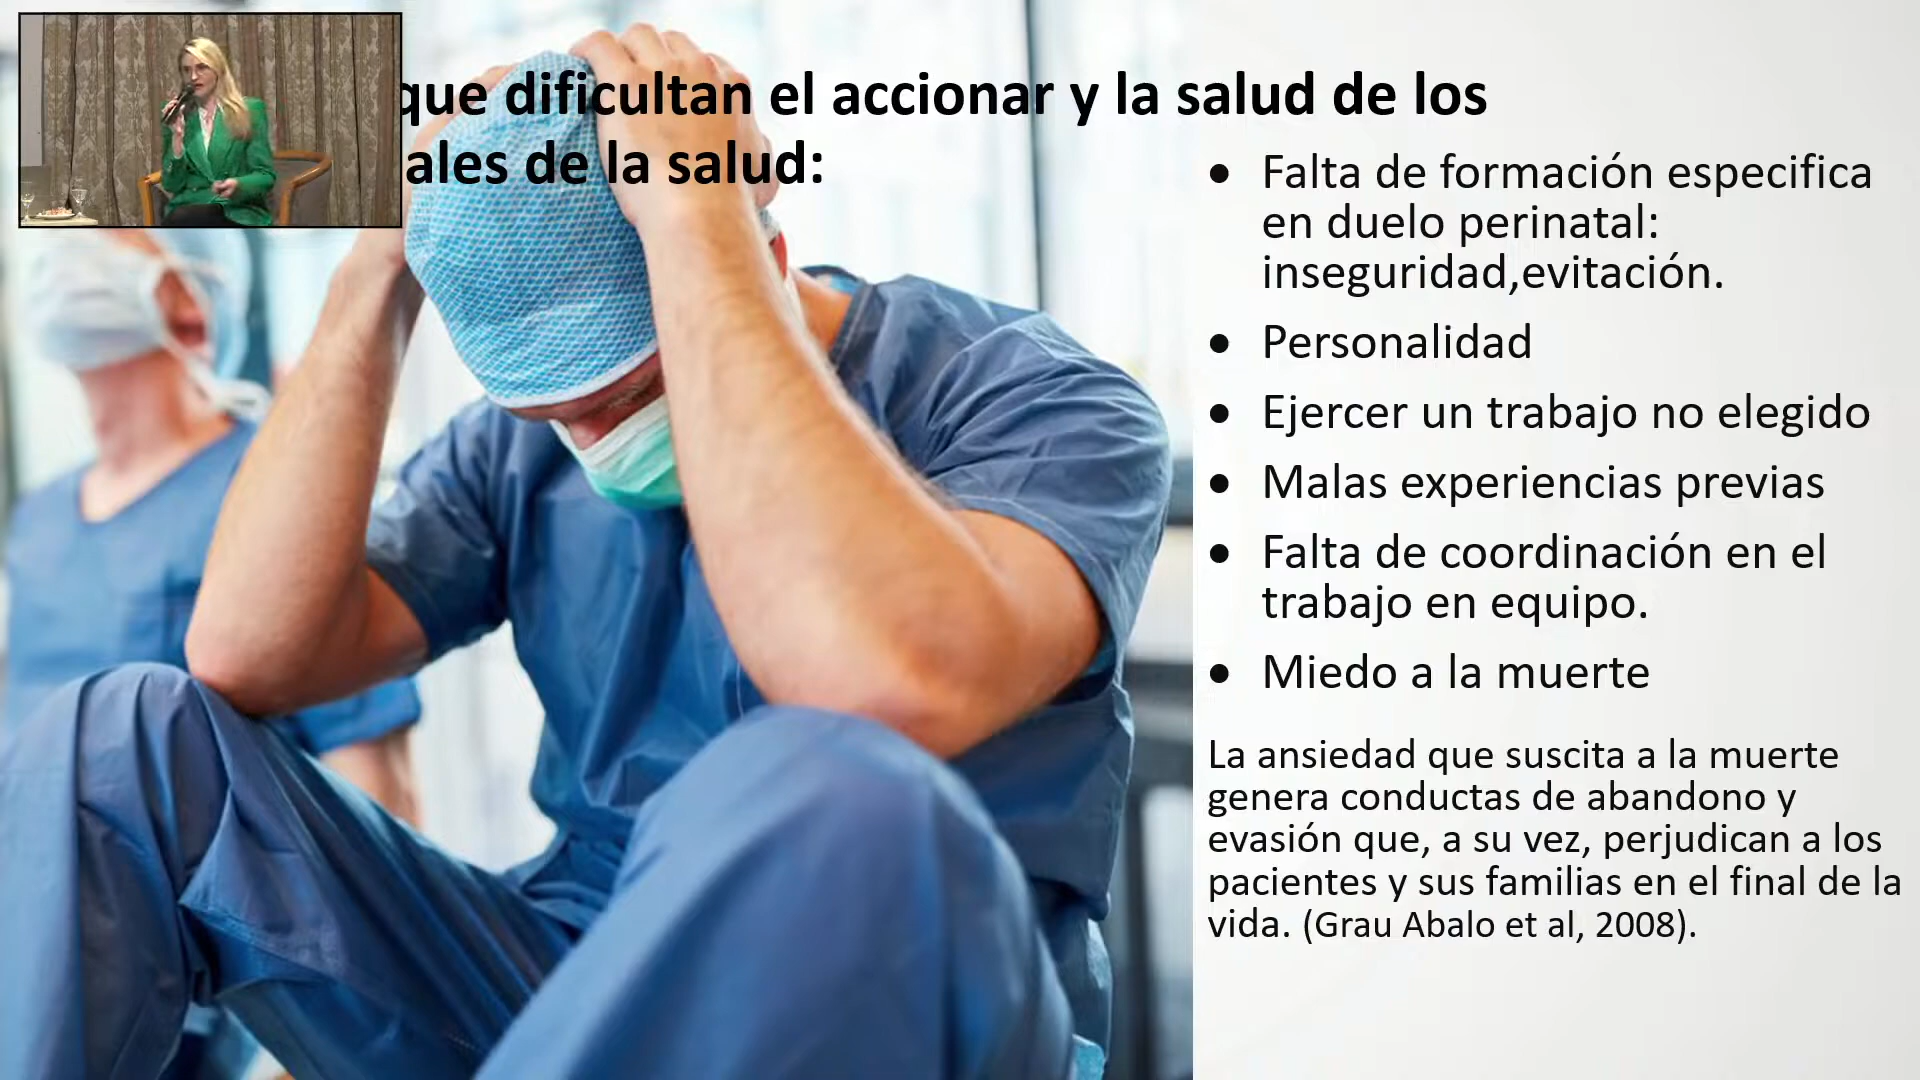 que dificultan el accionar y la salud de los
ales de la salud:
• Falta de formación especifica
en duelo perinatal:
inseguridad,evitación.
• Personalidad
• Ejercer un trabajo no elegido
• Malas experiencias previas
• Falta de coordinación en el
trabajo en equipo.
• Miedo a la muerte
La ansiedad que suscita a la muerte
genera conductas de abandono y
evasión que, a su vez, perjudican a los
pacientes y sus familias en el final de la
vida. (Grau Abalo et al, 2008).